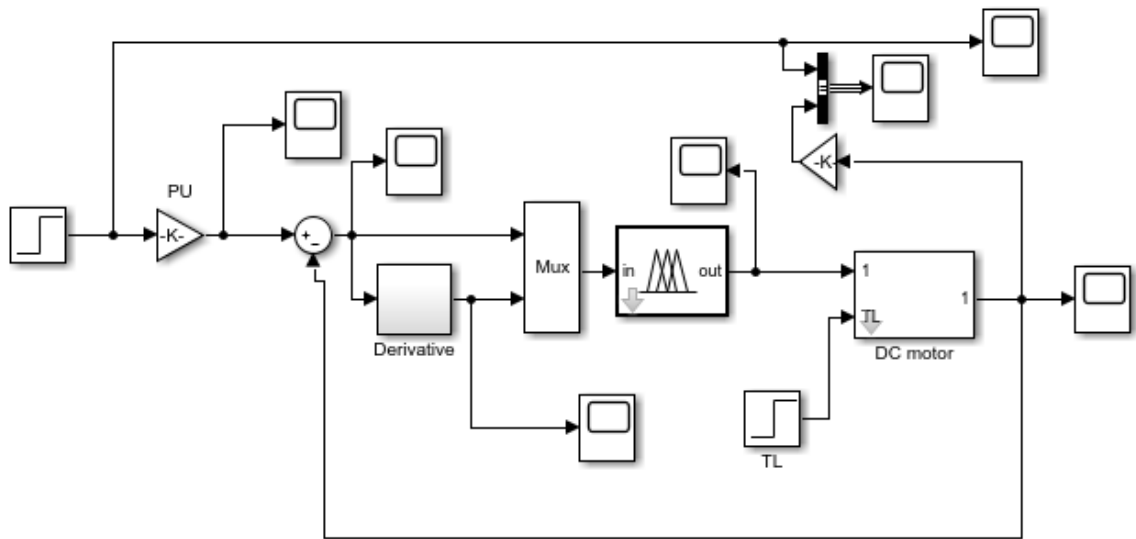 PU
-K-
+
−
Derivative
Mux
in
out
-K-
1
TL
1
DC motor
TL